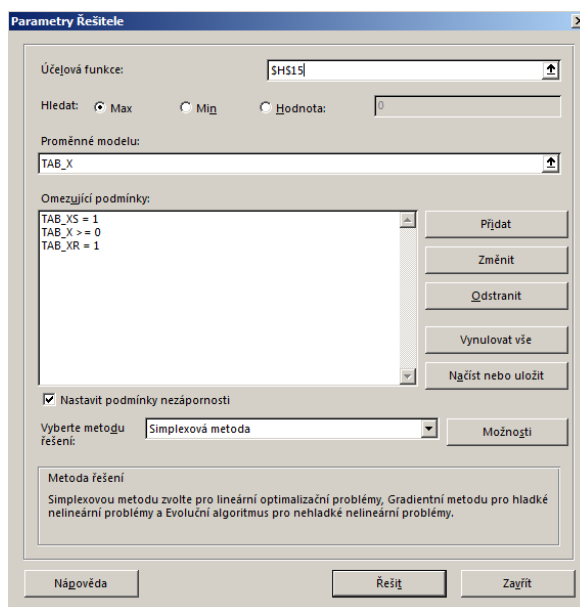 Parametry Řešitele
Účelová funkce:
$H$15
Hledat:
Max
Min
Hodnota:
0
Proměnné modelu:
TAB_X
Omezující podmínky:
TAB_XS = 1
TAB_X >= 0
TAB_XR = 1
Přidat
Změnit
Odstranit
Vynulovat vše
Načíst nebo uložit
Nastavit podmínky nezápornosti
Vyberte metodu
řešení:
Simplexová metoda
Možnosti
Metoda řešení
Simplexovou metodu zvolte pro lineární optimalizační problémy, Gradientní metodu pro hladké
nelineární problémy a Evoluční algoritmus pro nehladké nelineární problémy.
Nápověda
Řešit
Zavřít